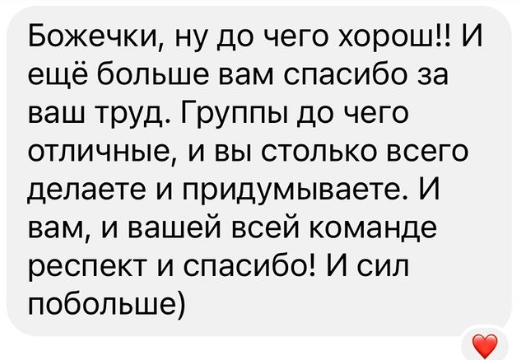 Божечки, ну до чего хорош!! И
ещё больше вам спасибо за
ваш труд. Группы до чего
отличные, и вы столько всего
делаете и придумываете. И
вам, и вашей всей команде
респект и спасибо! И сил
побольше)